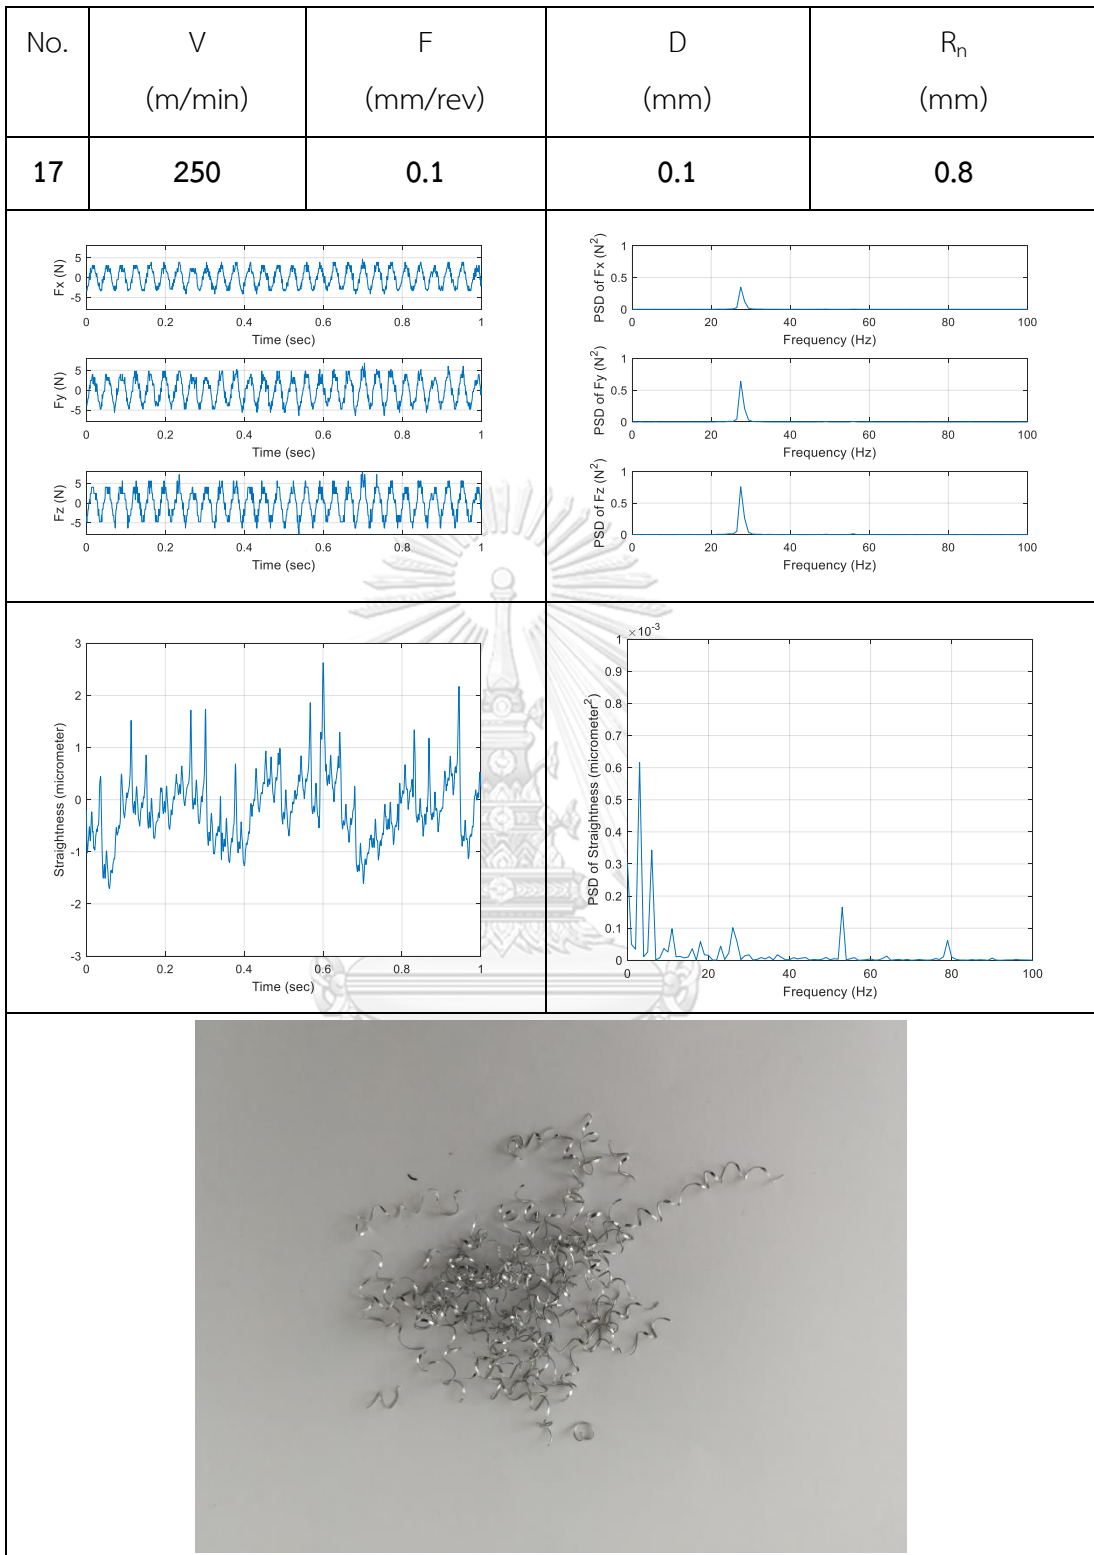 No. V F D Rn
(m/min) (mm/rev) (mm) (mm)
17 250 0.1 0.1 0.8
Fx (N)
5
0
-5
0 0.2 0.4 0.6 0.8 1
Time (sec)
Fy (N)
5
0
-5
0 0.2 0.4 0.6 0.8 1
Time (sec)
Fz (N)
5
0
-5
0 0.2 0.4 0.6 0.8 1
Time (sec)
PSD of Fx (N²)
1
0.5
0
0 20 40 60 80 100
Frequency (Hz)
PSD of Fy (N²)
1
0.5
0
0 20 40 60 80 100
Frequency (Hz)
PSD of Fz (N²)
1
0.5
0
0 20 40 60 80 100
Frequency (Hz)
Straightness (micrometer)
3
2
1
0
-1
-2
-3
0 0.2 0.4 0.6 0.8 1
Time (sec)
PSD of Straightness (micrometer²)
×10⁻³
1
0.9
0.8
0.7
0.6
0.5
0.4
0.3
0.2
0.1
0
0 20 40 60 80 100
Frequency (Hz)